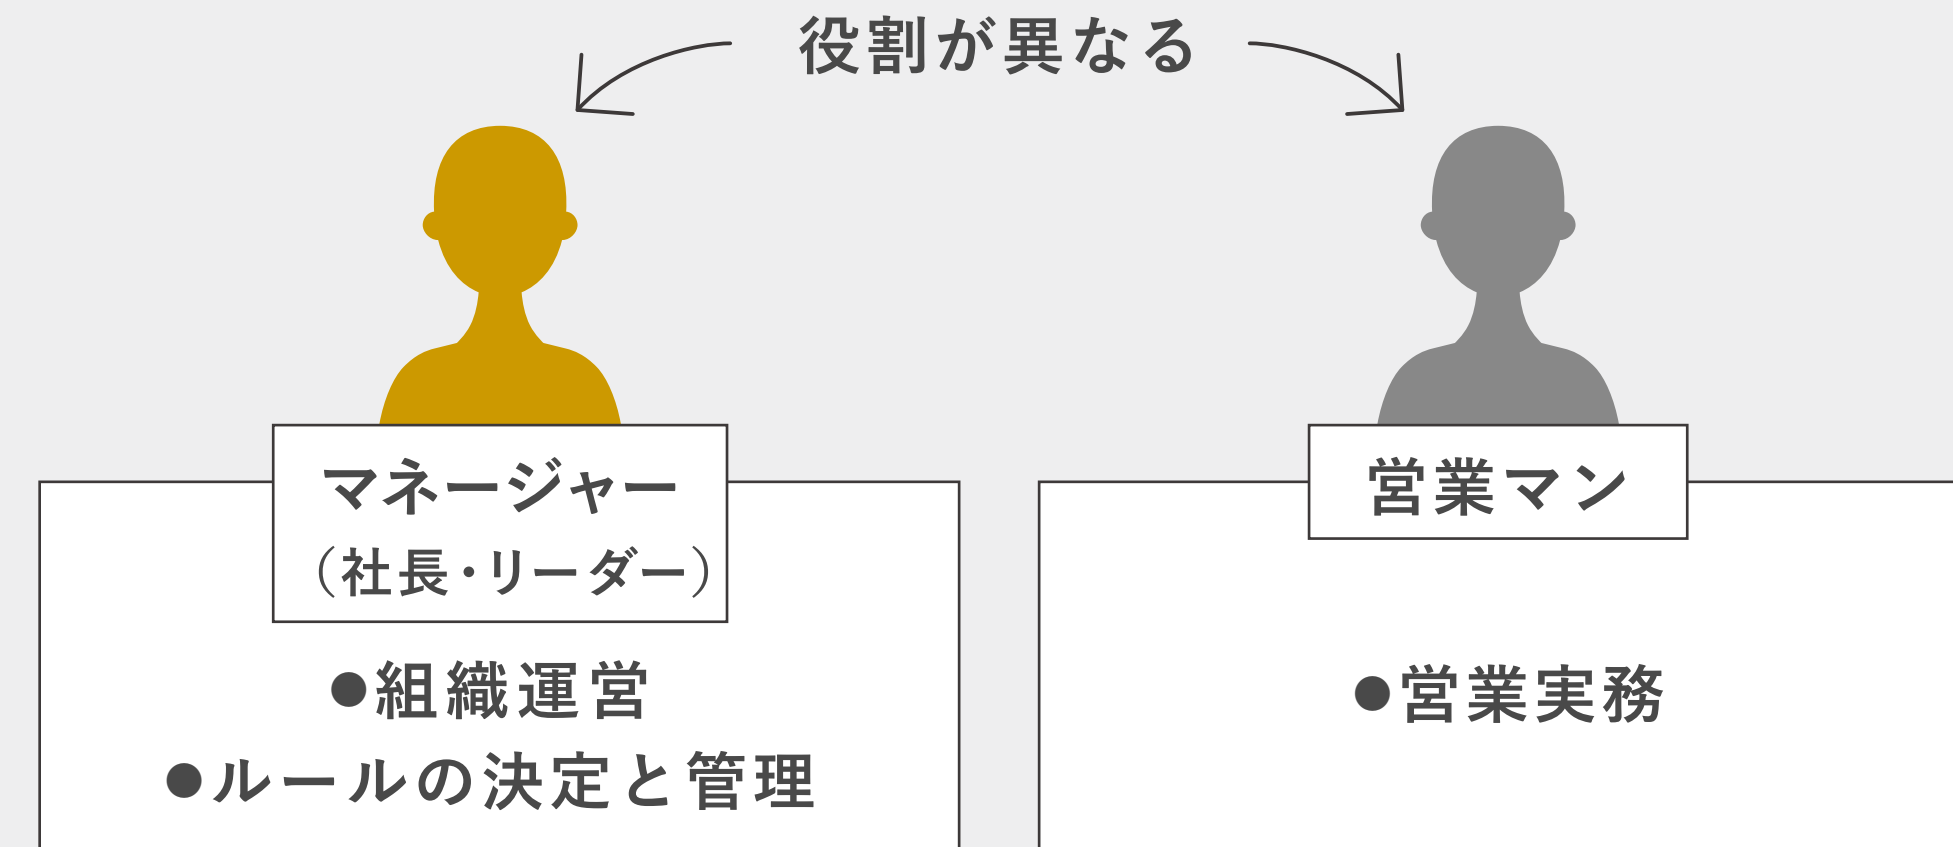 役割が異なる
マネージャー
（社長・リーダー）
●組織運営
●ルールの決定と管理
営業マン
●営業実務